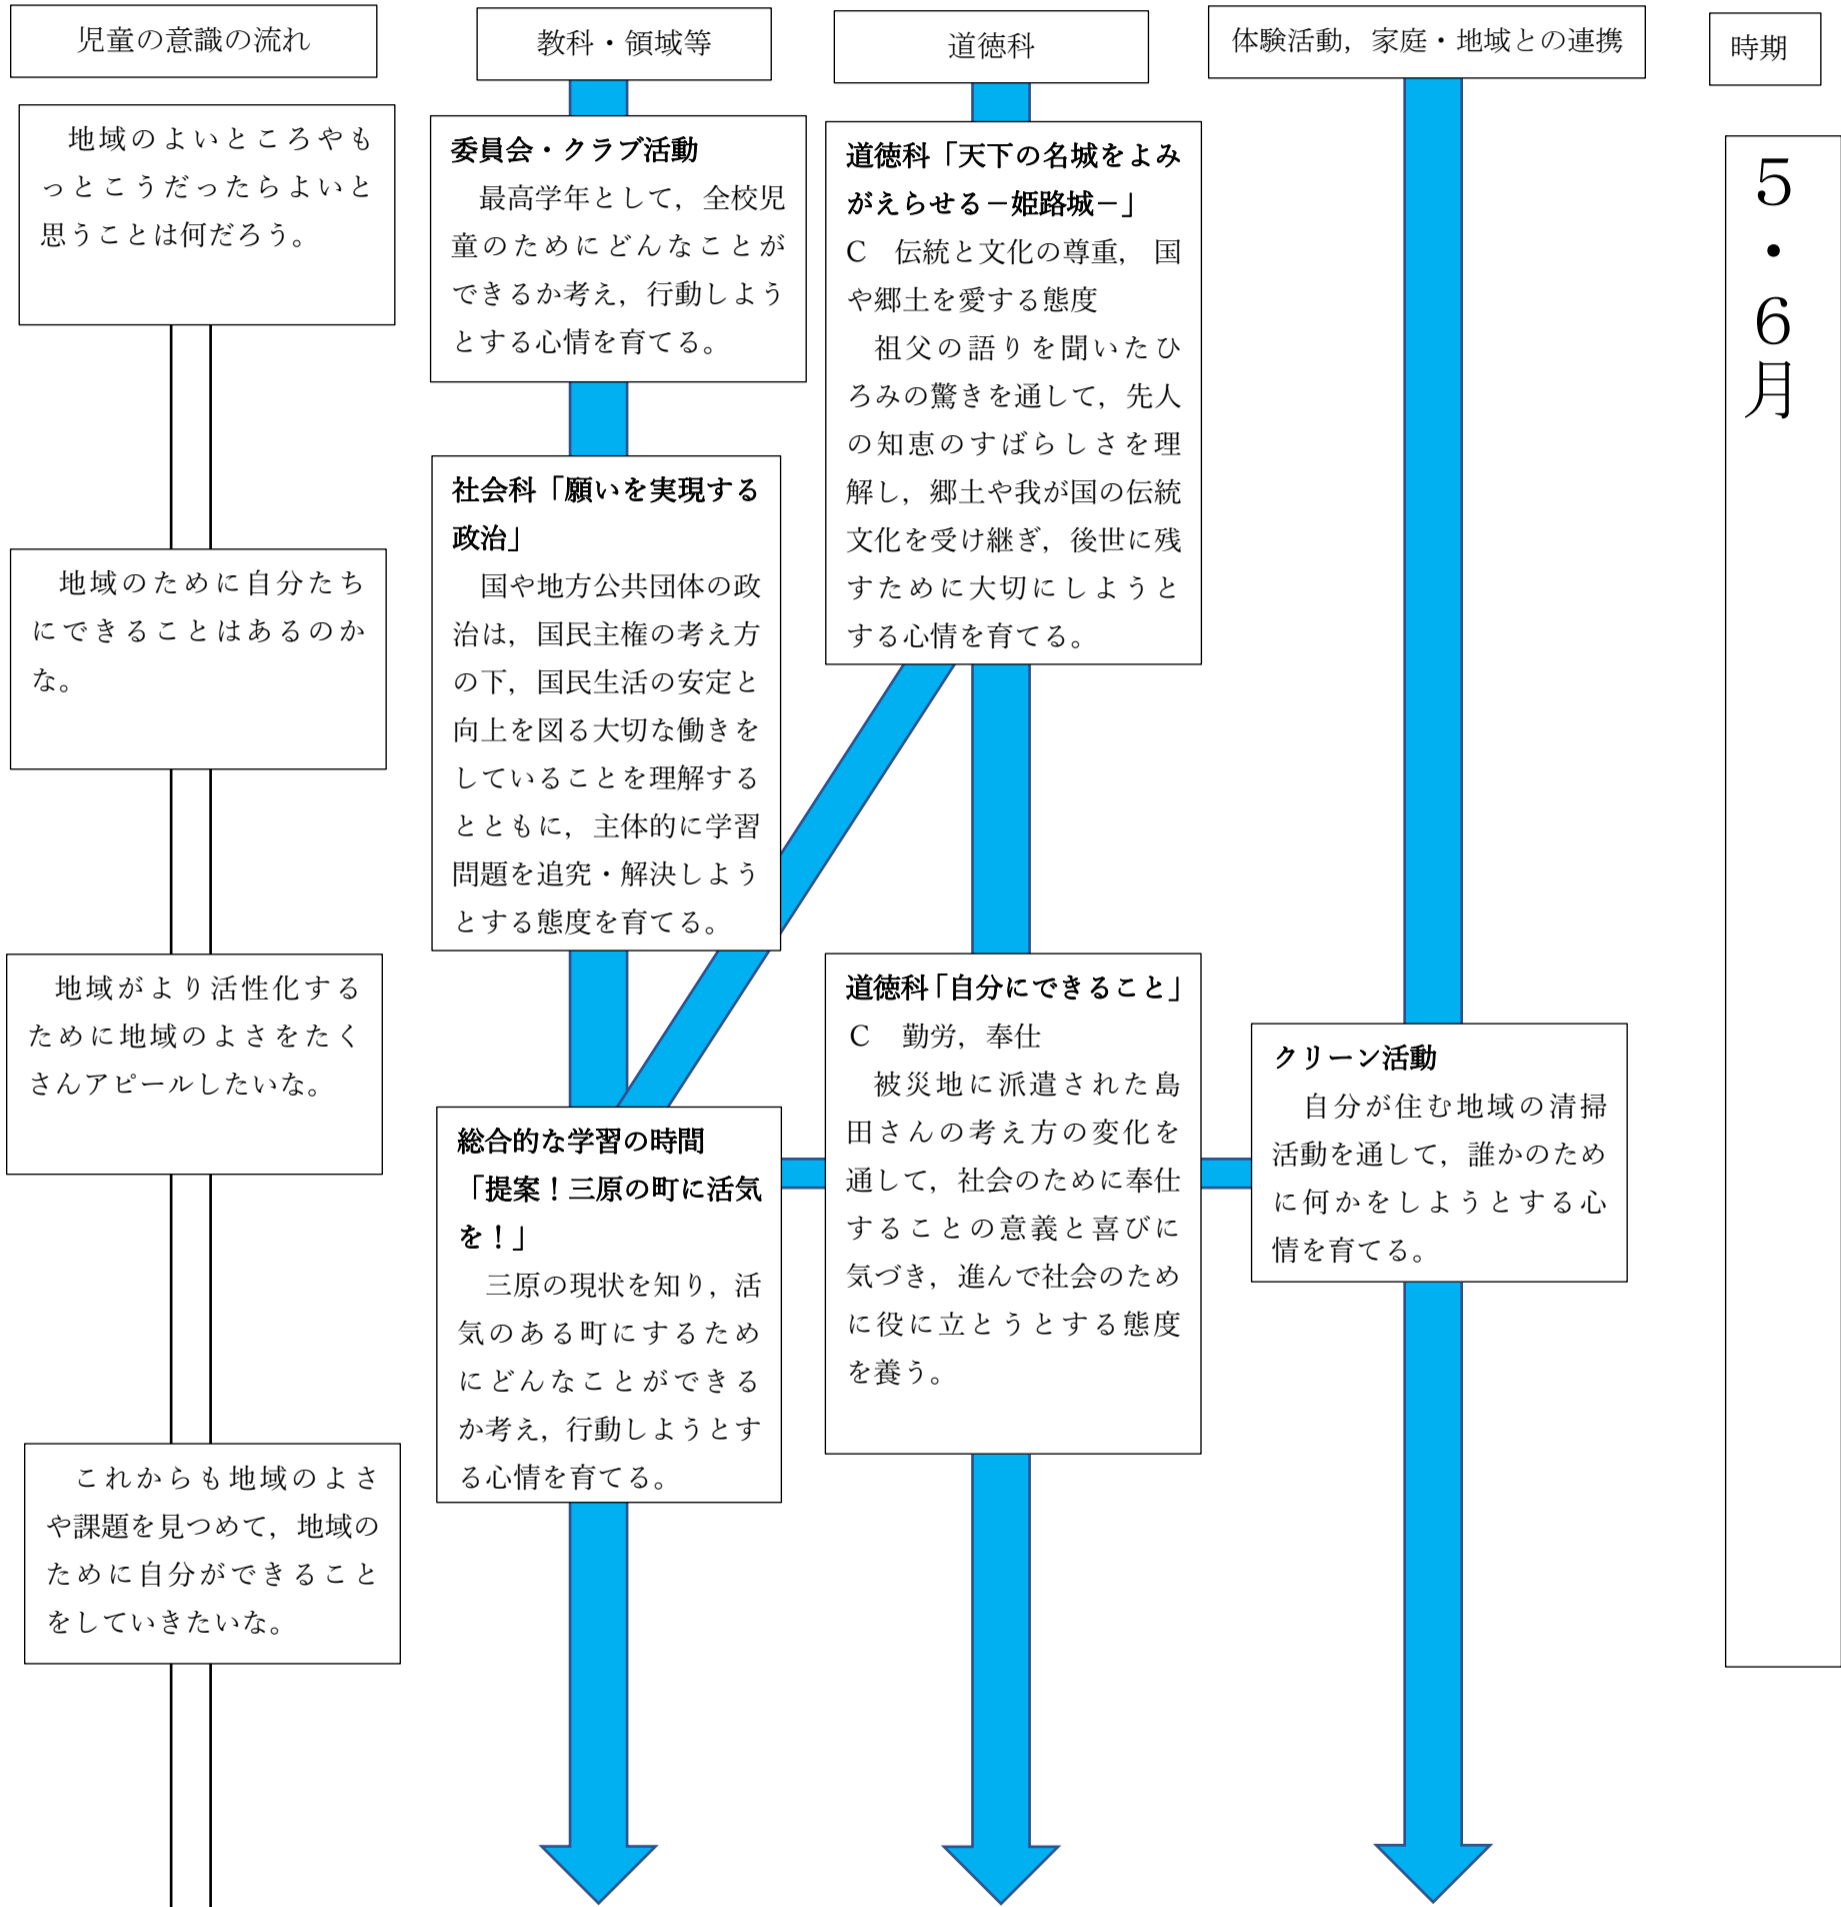 児童の意識の流れ
教科・領域等
道徳科
体験活動，家庭・地域との連携
時期
　地域のよいところやも
っとこうだったらよいと
思うことは何だろう。
　地域のために自分たち
にできることはあるのか
な。
　地域がより活性化する
ために地域のよさをたく
さんアピールしたいな。
　これからも地域のよさ
や課題を見つめて，地域の
ために自分ができること
をしていきたいな。
委員会・クラブ活動
　最高学年として，全校児
童のためにどんなことが
できるか考え，行動しよう
とする心情を育てる。
社会科「願いを実現する
政治」
　国や地方公共団体の政
治は，国民主権の考え方
の下，国民生活の安定と
向上を図る大切な働きを
していることを理解する
とともに，主体的に学習
問題を追究・解決しよう
とする態度を育てる。
総合的な学習の時間
「提案！三原の町に活気
を！」
　三原の現状を知り，活
気のある町にするため
にどんなことができる
か考え，行動しようとす
る心情を育てる。
道徳科「天下の名城をよみ
がえらせる－姫路城－」
C　伝統と文化の尊重，国
や郷土を愛する態度
　祖父の語りを聞いたひ
ろみの驚きを通して，先人
の知恵のすばらしさを理
解し，郷土や我が国の伝統
文化を受け継ぎ，後世に残
すために大切にしようと
する心情を育てる。
道徳科「自分にできること」
C　勤労，奉仕
　被災地に派遣された島
田さんの考え方の変化を
通して，社会のために奉仕
することの意義と喜びに
気づき，進んで社会のため
に役に立とうとする態度
を養う。
クリーン活動
　自分が住む地域の清掃
活動を通して，誰かのため
に何かをしようとする心
情を育てる。
５・６月